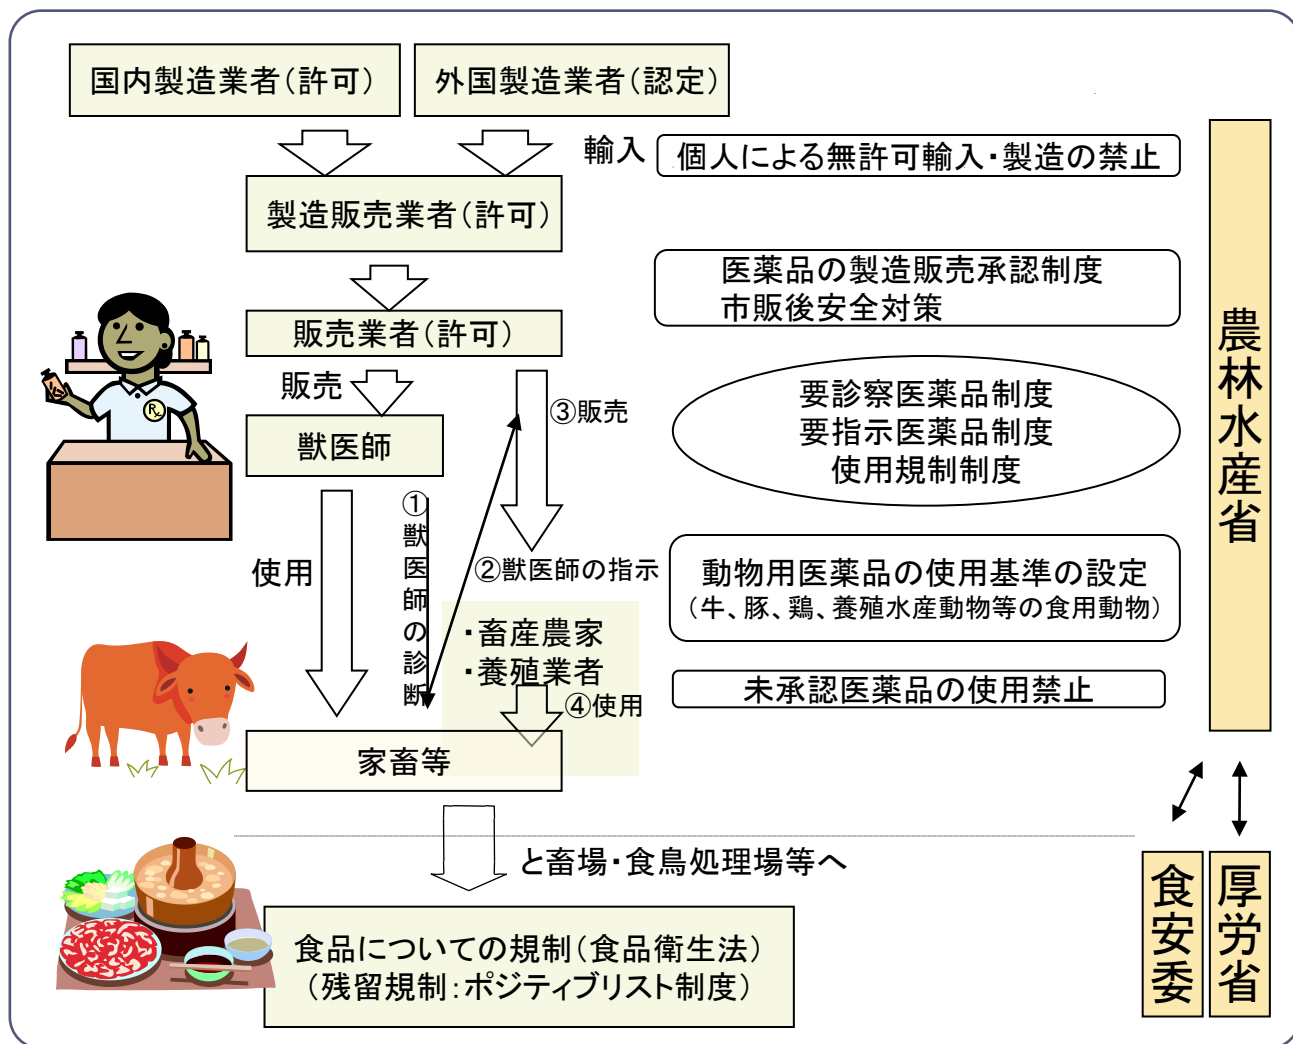 国内製造業者（許可）
外国製造業者（認定）
輸入
個人による無許可輸入・製造の禁止
製造販売業者（許可）
医薬品の製造販売承認制度
市販後安全対策
販売業者（許可）
販売
③販売
要診察医薬品制度
要指示医薬品制度
使用規制制度
獣医師
Rx
①獣医師の診断
使用
②獣医師の指示
動物用医薬品の使用基準の設定
（牛、豚、鶏、養殖水産動物等の食用動物）
・畜産農家
・養殖業者
④使用
未承認医薬品の使用禁止
家畜等
農林水産省
と畜場・食鳥処理場等へ
食品についての規制（食品衛生法）
（残留規制：ポジティブリスト制度）
食安委
厚労省